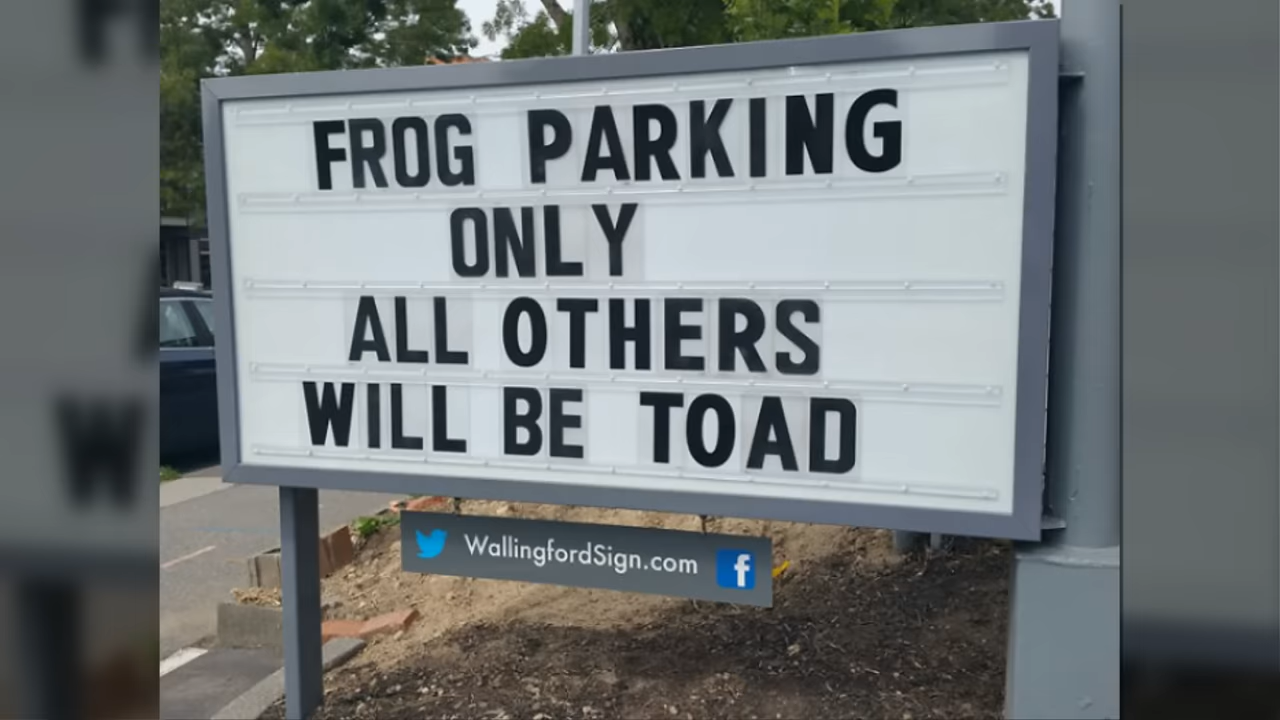 FROG PARKING
ONLY
ALL OTHERS
WILL BE TOAD
WallingfordSign.com